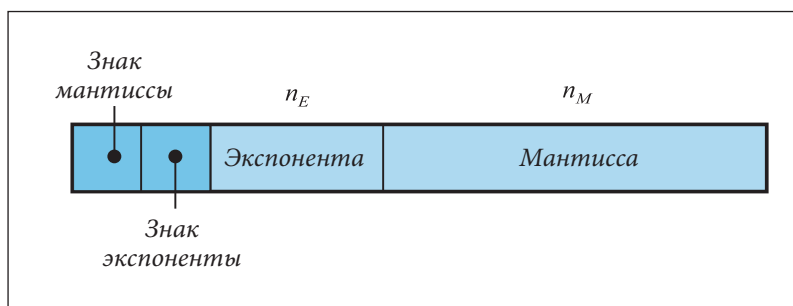 Знак
мантиссы
n_E
n_M
Экспонента
Мантисса
Знак
экспоненты